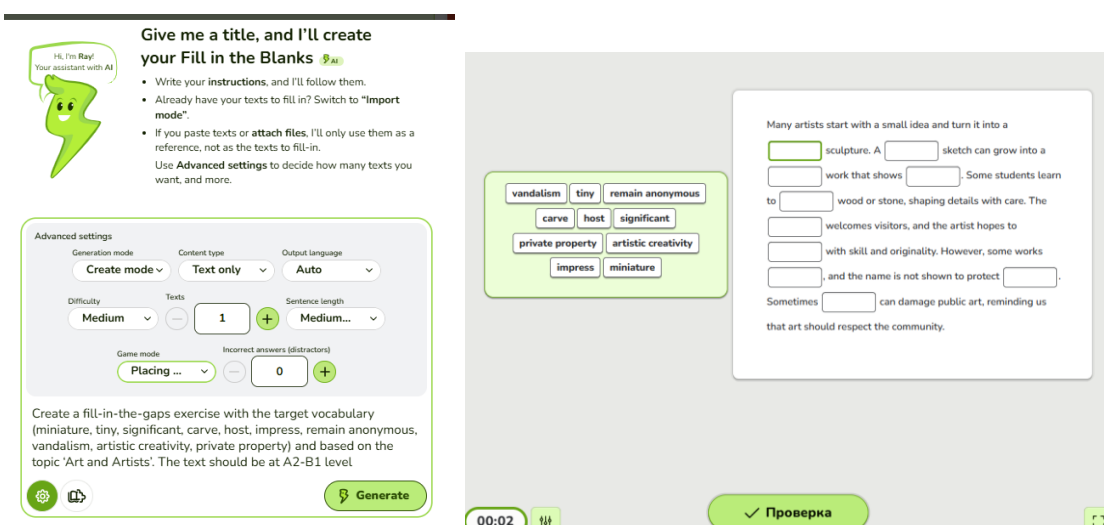 Hi, I'm Ray!
Your assistant with AI
Give me a title, and I'll create
your Fill in the Blanks AI
• Write your instructions, and I'll follow them.
• Already have your texts to fill in? Switch to “Import
mode”.
• If you paste texts or attach files, I'll only use them as a
reference, not as the texts to fill-in.
Use Advanced settings to decide how many texts you
want, and more.
Advanced settings
Generation mode
Content type
Output language
Create mode
Text only
Auto
Difficulty
Texts
Sentence length
Medium
1
Medium...
Game mode
Incorrect answers (distractors)
Placing ...
0
Create a fill-in-the-gaps exercise with the target vocabulary
(miniature, tiny, significant, carve, host, impress, remain anonymous,
vandalism, artistic creativity, private property) and based on the
topic ‘Art and Artists’. The text should be at A2-B1 level
Generate
vandalism tiny remain anonymous
carve host significant
private property artistic creativity
impress miniature
Many artists start with a small idea and turn it into a
sculpture. A sketch can grow into a
work that shows . Some students learn
to wood or stone, shaping details with care. The
welcomes visitors, and the artist hopes to
with skill and originality. However, some works
, and the name is not shown to protect .
Sometimes can damage public art, reminding us
that art should respect the community.
00:02
Проверка